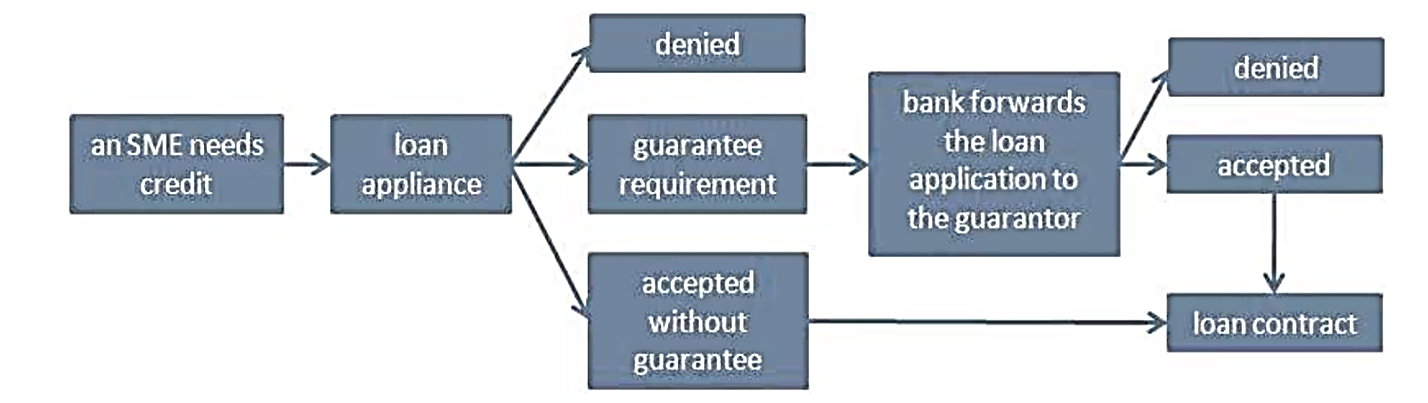 an SME needs
credit
loan
appliance
denied
guarantee
requirement
accepted
without
guarantee
bank forwards
the loan
application to
the guarantor
denied
accepted
loan contract